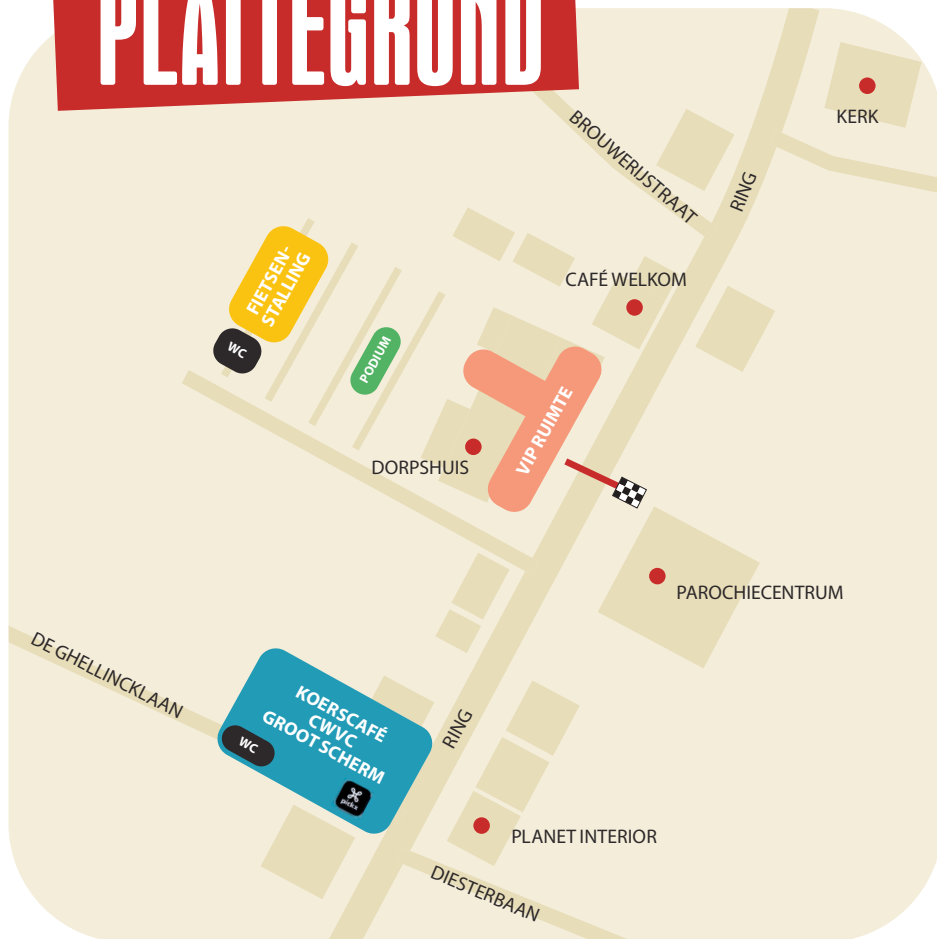 PLATTEGROND
KERK
BROUWERIJSTRAAT
RING
CAFÉ WELKOM
FIETSEN-
STALLING
WC
PODIUM
VIP RUIMTE
DORPSHUIS
PAROCHIECENTRUM
DE GHELLINCKLAAN
KOERSCAFÉ
CWVC
GROOT SCHERM
WC
pickx
RING
PLANET INTERIOR
DIESTERBAAN